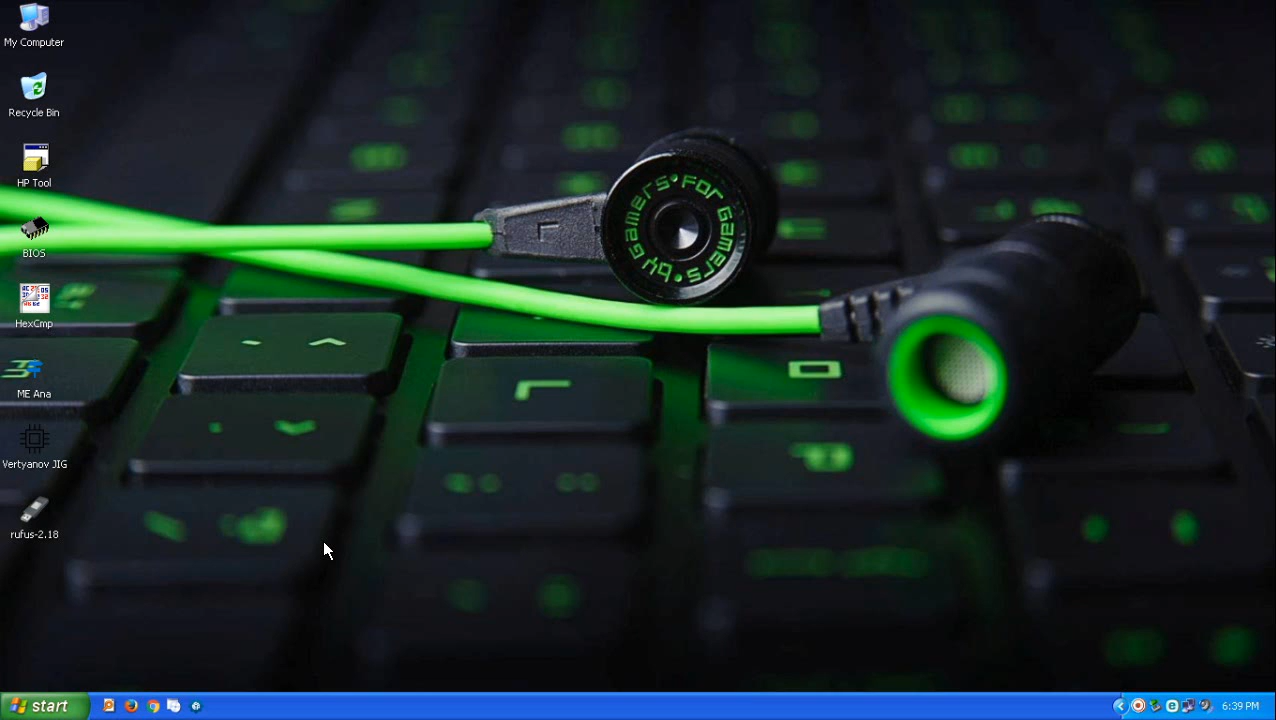 My Computer
Recycle Bin
HP Tool
BIOS
HexCmp
ME Ana
Vertyanov JIG
rufus-2.18
by Gamers • For Gamers •
start
6:39 PM